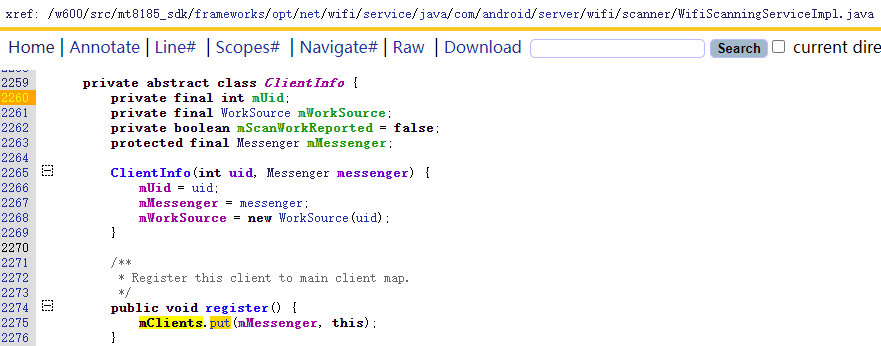 xref: /w600/src/mt8185_sdk/frameworks/opt/net/wifi/service/java/com/android/server/wifi/scanner/WifiScanningServiceImpl.java
Home | Annotate | Line# | Scopes# | Navigate# | Raw | Download Search current dire
2259 private abstract class ClientInfo {
2260 private final int mUid;
2261 private final WorkSource mWorkSource;
2262 private boolean mScanWorkReported = false;
2263 protected final Messenger mMessenger;
2264
2265 ClientInfo(int uid, Messenger messenger) {
2266 mUid = uid;
2267 mMessenger = messenger;
2268 mWorkSource = new WorkSource(uid);
2269 }
2270
2271 /**
2272 * Register this client to main client map.
2273 */
2274 public void register() {
2275 mClients.put(mMessenger, this);
2276 }